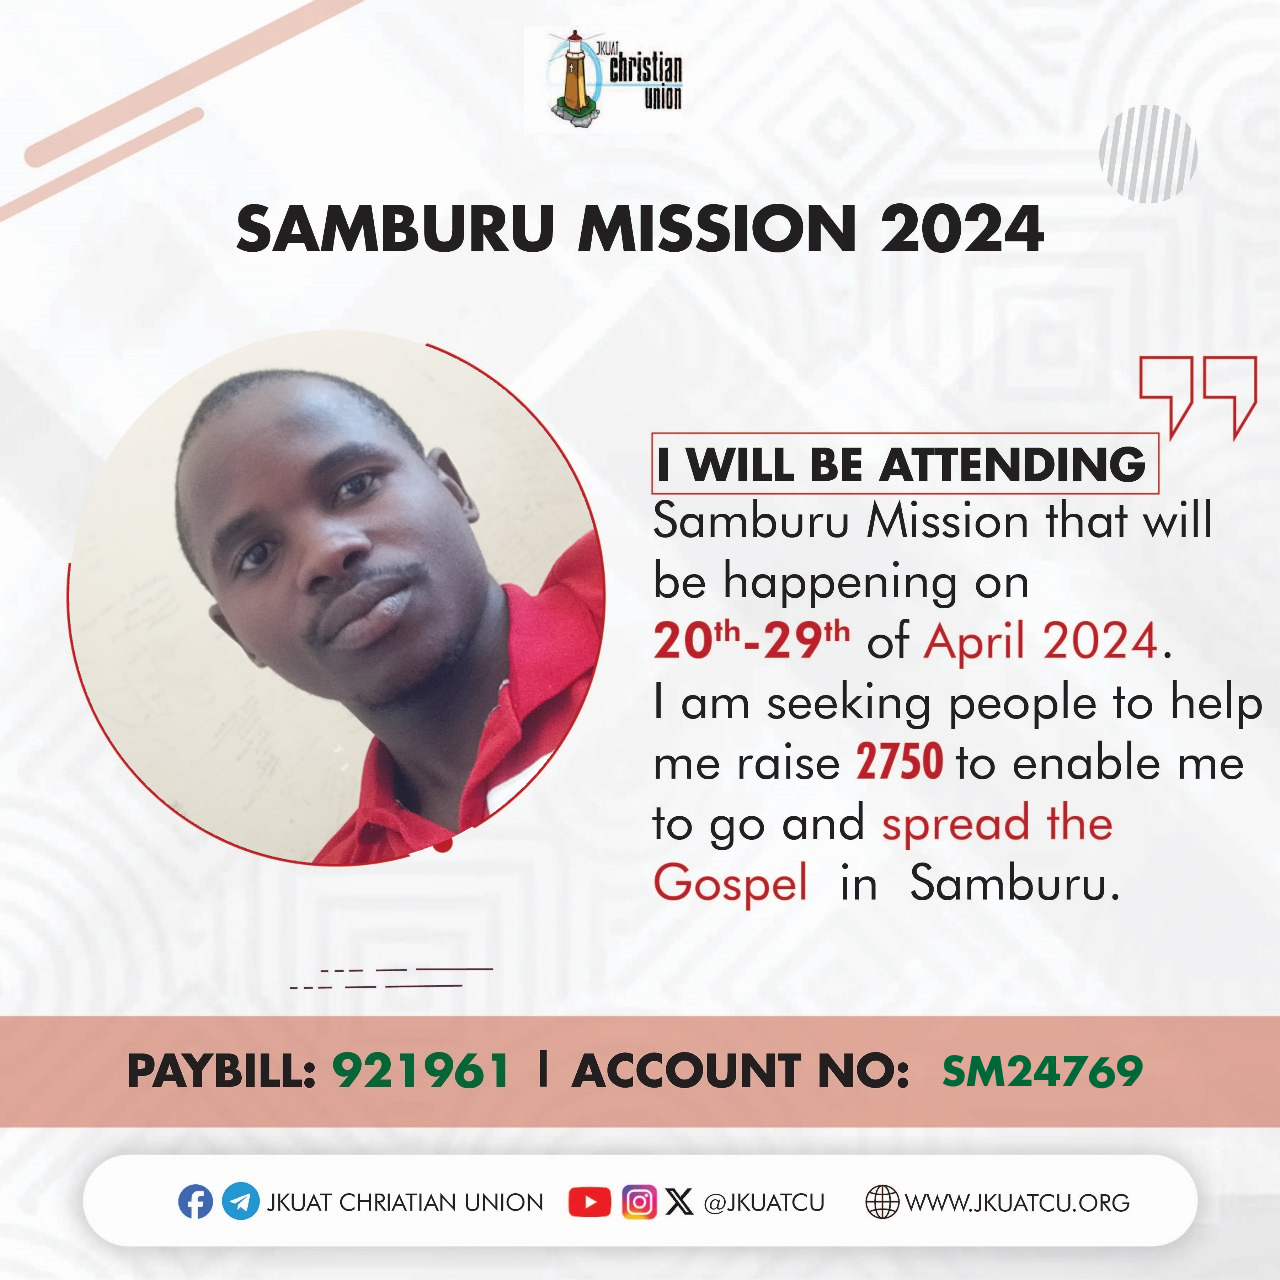 JKUAT
christian
union
SAMBURU MISSION 2024
I WILL BE ATTENDING
Samburu Mission that will
be happening on
20th-29th of April 2024.
I am seeking people to help
me raise 2750 to enable me
to go and spread the
Gospel in Samburu.
PAYBILL: 921961 | ACCOUNT NO: SM24769
JKUAT CHRIATIAN UNION @JKUATCU WWW.JKUATCU.ORG